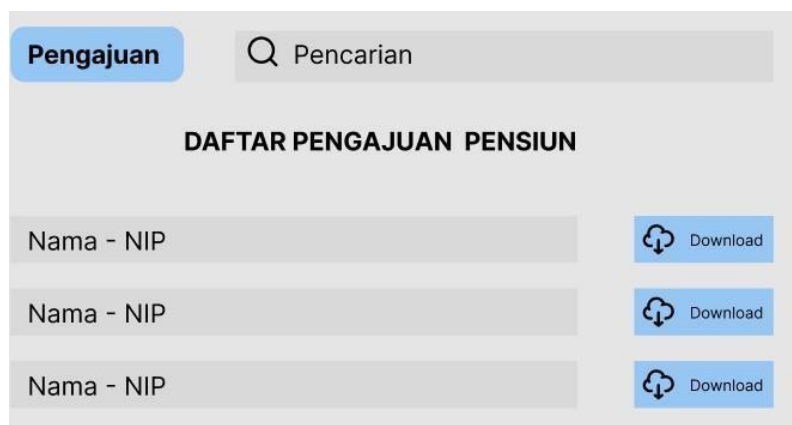 Pengajuan
Pencarian
DAFTAR PENGAJUAN PENSIUN
Nama - NIP
Download
Nama - NIP
Download
Nama - NIP
Download